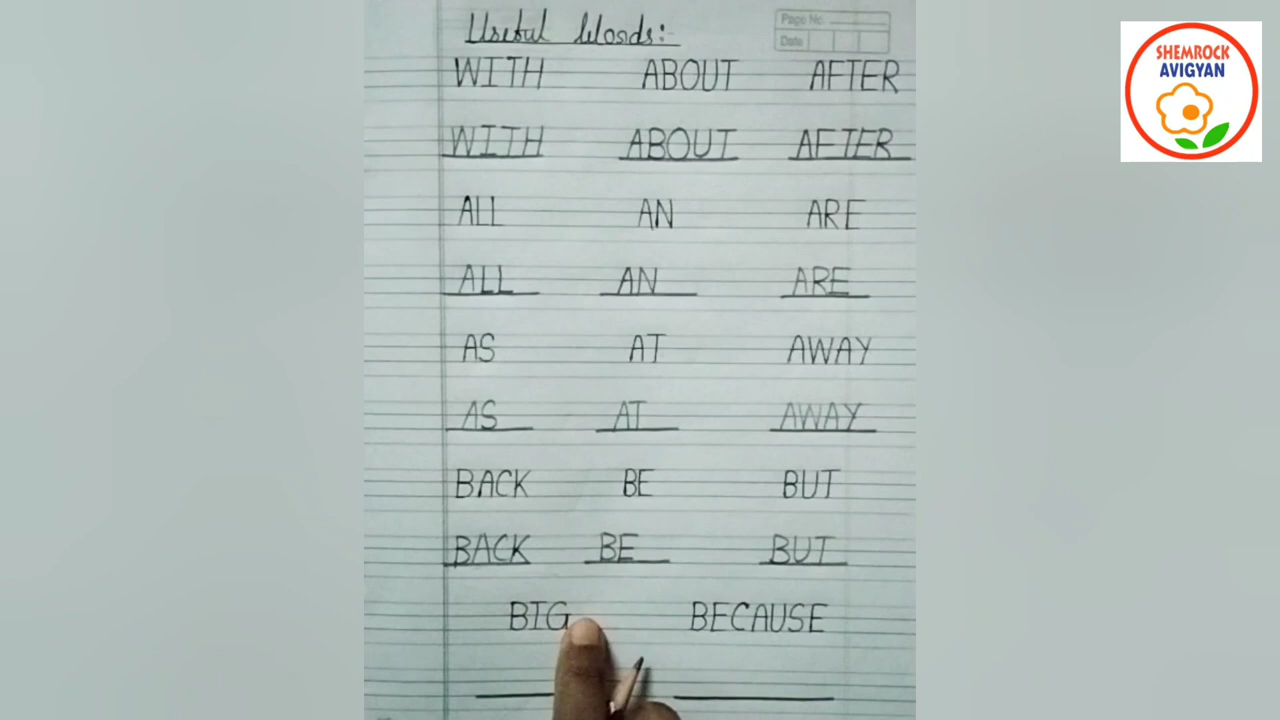 Useful Words:-
Page No.
Date
SHEMROCK
AVIGYAN
WITH ABOUT AFTER
WITH ABOUT AFTER
ALL AN ARE
ALL AN ARE
AS AT AWAY
AS AT AWAY
BACK BE BUT
BACK BE BUT
BIG BECAUSE